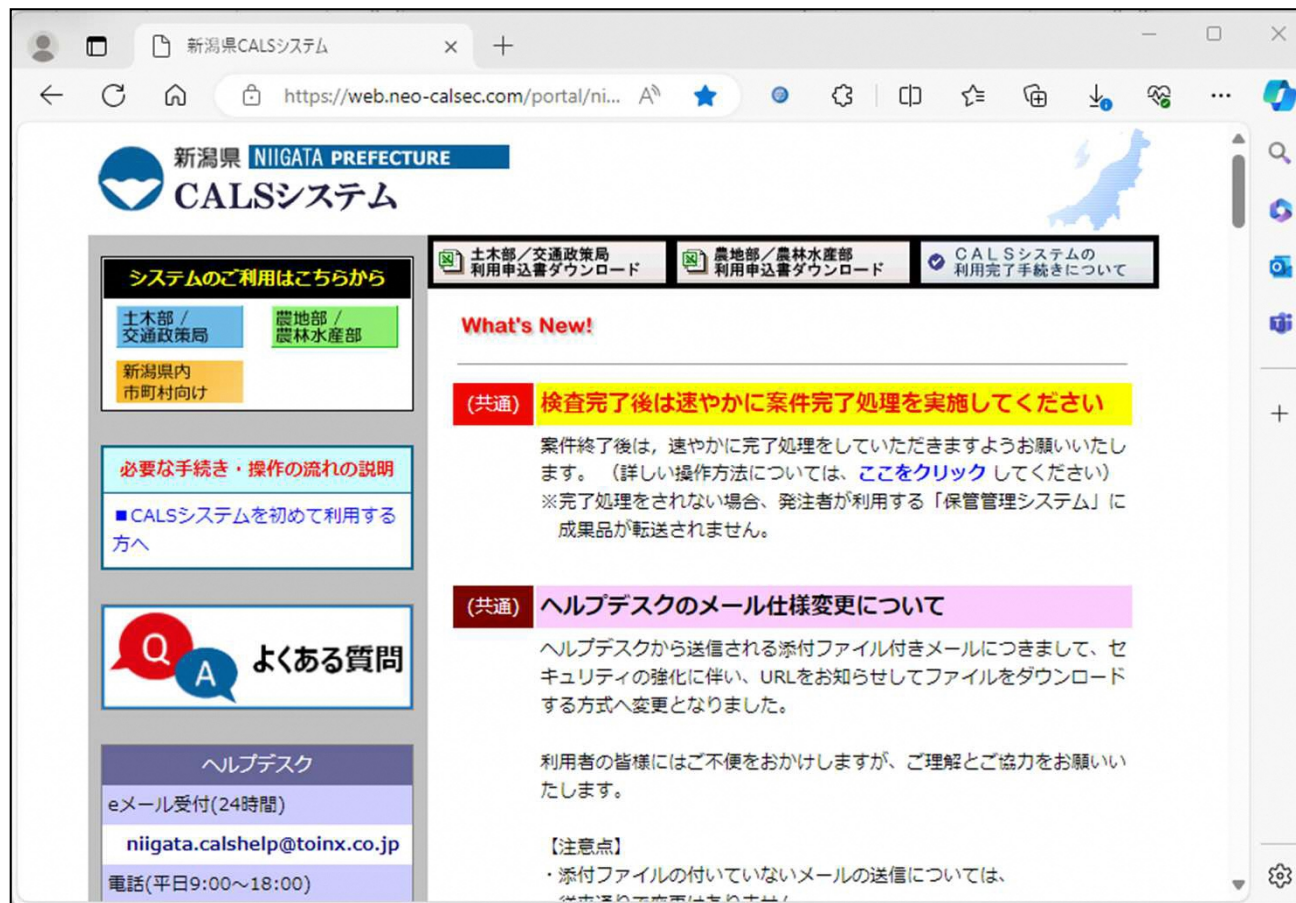 新潟県CALSシステム
https://web.neo-calsec.com/portal/ni...
新潟県 NIIGATA PREFECTURE
CALSシステム
システムのご利用はこちらから
土木部 /
交通政策局
農地部 /
農林水産部
新潟県内
市町村向け
必要な手続き・操作の流れの説明
■CALSシステムを初めて利用する
方へ
Q
A
よくある質問
ヘルプデスク
eメール受付(24時間)
niigata.calshelp@toinx.co.jp
電話(平日9:00~18:00)
土木部/交通政策局
利用申込書ダウンロード
農地部/農林水産部
利用申込書ダウンロード
CALSシステムの
利用完了手続きについて
What's New!
(共通) 検査完了後は速やかに案件完了処理を実施してください
案件終了後は,速やかに完了処理をしていただきますようお願いいたし
ます。 (詳しい操作方法については、ここをクリック してください)
※完了処理をされない場合、発注者が利用する「保管管理システム」に
成果品が転送されません。
(共通) ヘルプデスクのメール仕様変更について
ヘルプデスクから送信される添付ファイル付きメールにつきまして、セ
キュリティの強化に伴い、URLをお知らせしてファイルをダウンロード
する方式へ変更となりました。
利用者の皆様にはご不便をおかけしますが、ご理解とご協力をお願いい
たします。
【注意点】
・添付ファイルの付いていないメールの送信については、
従来通りで変更はありません